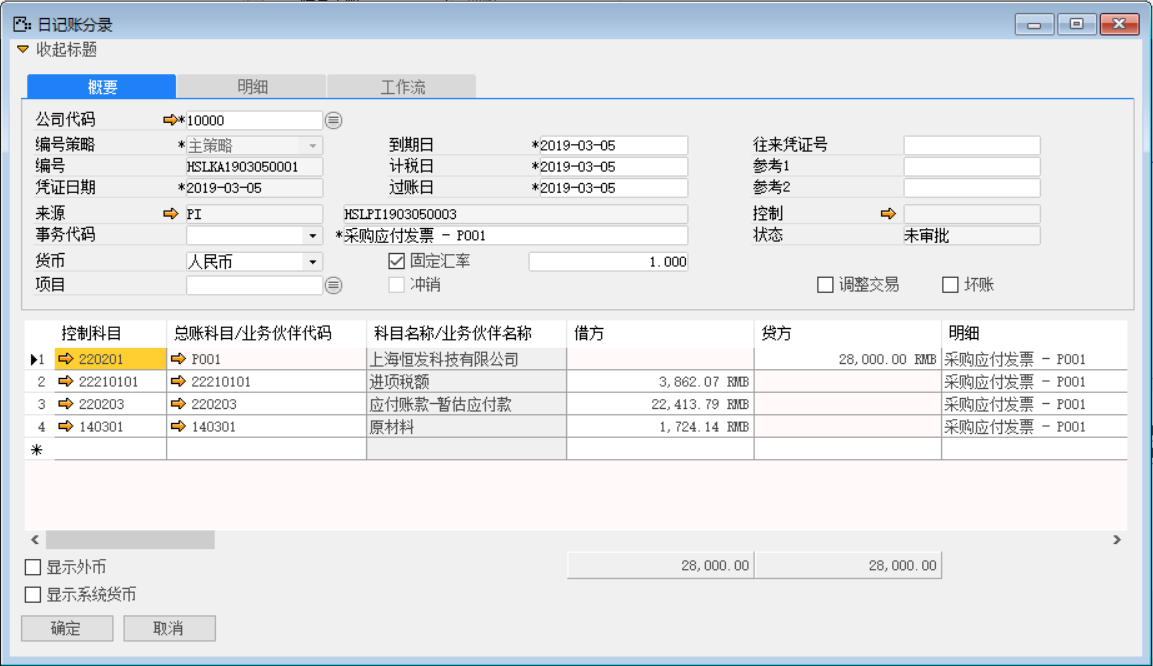 日记账分录
收起标题
概要 明细 工作流
公司代码 *10000
编号策略 *主策略 到期日 *2019-03-05 往来凭证号
编号 HSLKA1903050001 计税日 *2019-03-05 参考1
凭证日期 *2019-03-05 过账日 *2019-03-05 参考2
来源 PI HSLPI1903050003 控制
事务代码 *采购应付发票 - P001 状态 未审批
货币 人民币 固定汇率 1.000
项目 冲销 调整交易 坏账
控制科目 总账科目/业务伙伴代码 科目名称/业务伙伴名称 借方 贷方 明细
1 220201 P001 上海恒发科技有限公司 28,000.00 RMB 采购应付发票 - P001
2 22210101 22210101 进项税额 3,862.07 RMB 采购应付发票 - P001
3 220203 220203 应付账款-暂估应付款 22,413.79 RMB 采购应付发票 - P001
4 140301 140301 原材料 1,724.14 RMB 采购应付发票 - P001
*
显示外币 28,000.00 28,000.00
显示系统货币
确定 取消